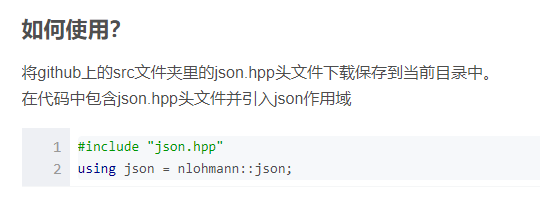 如何使用?
将github上的src文件夹里的json.hpp头文件下载保存到当前目录中。
在代码中包含json.hpp头文件并引入json作用域
1 #include "json.hpp"
2 using json = nlohmann::json;